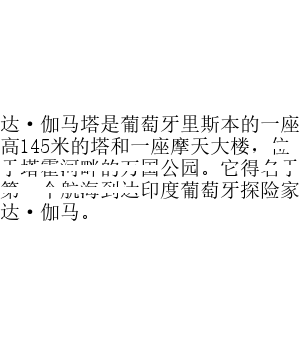 达·伽马塔是葡萄牙里斯本的一座
高145米的塔和一座摩天大楼，位
于塔霍河畔的万国公园。它得名于
第一个航海到达印度葡萄牙探险家
达·伽马。